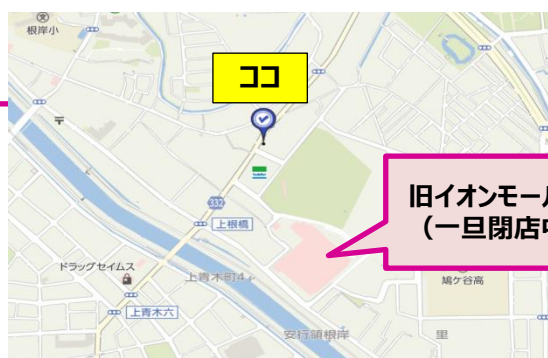 根岸小
ココ
332
上根橋
旧イオンモール
(一旦閉店中
ドラッグセイムス
上青木町4
鳩ケ谷高
上青木六
安行領根岸
里